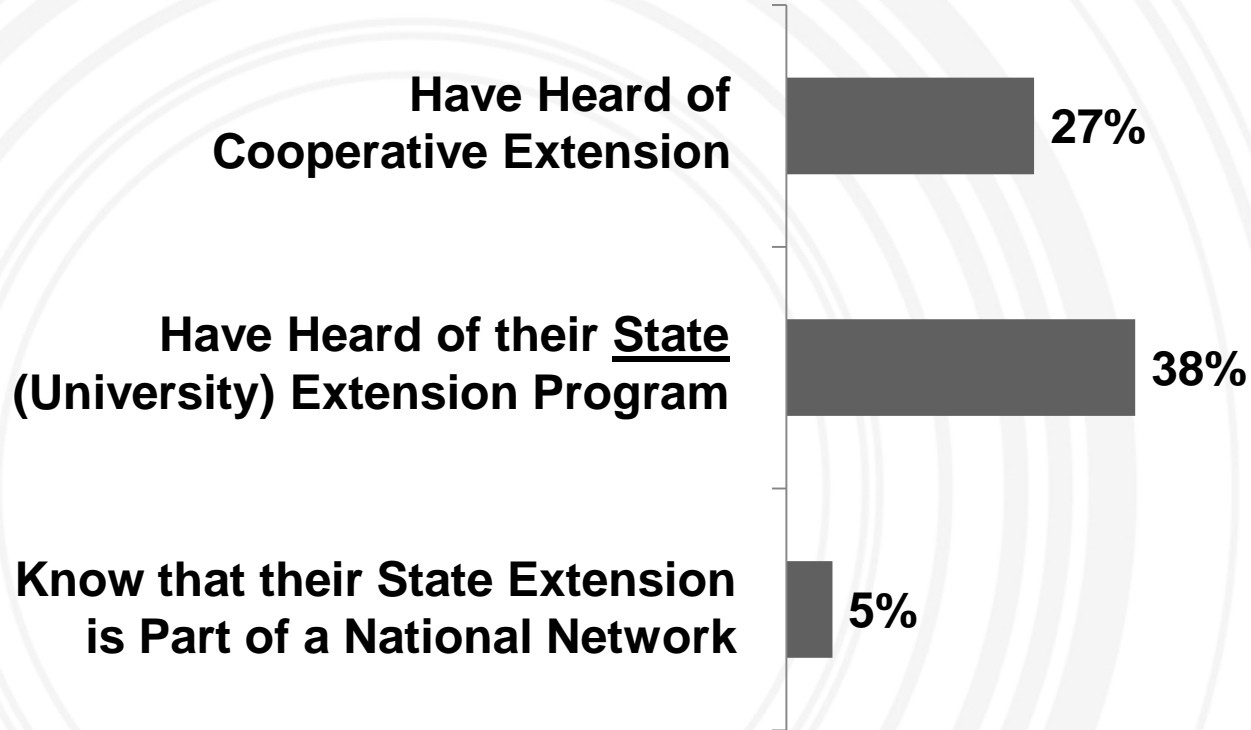 Have Heard of
Cooperative Extension
27%
Have Heard of their State
(University) Extension Program
38%
Know that their State Extension
is Part of a National Network
5%